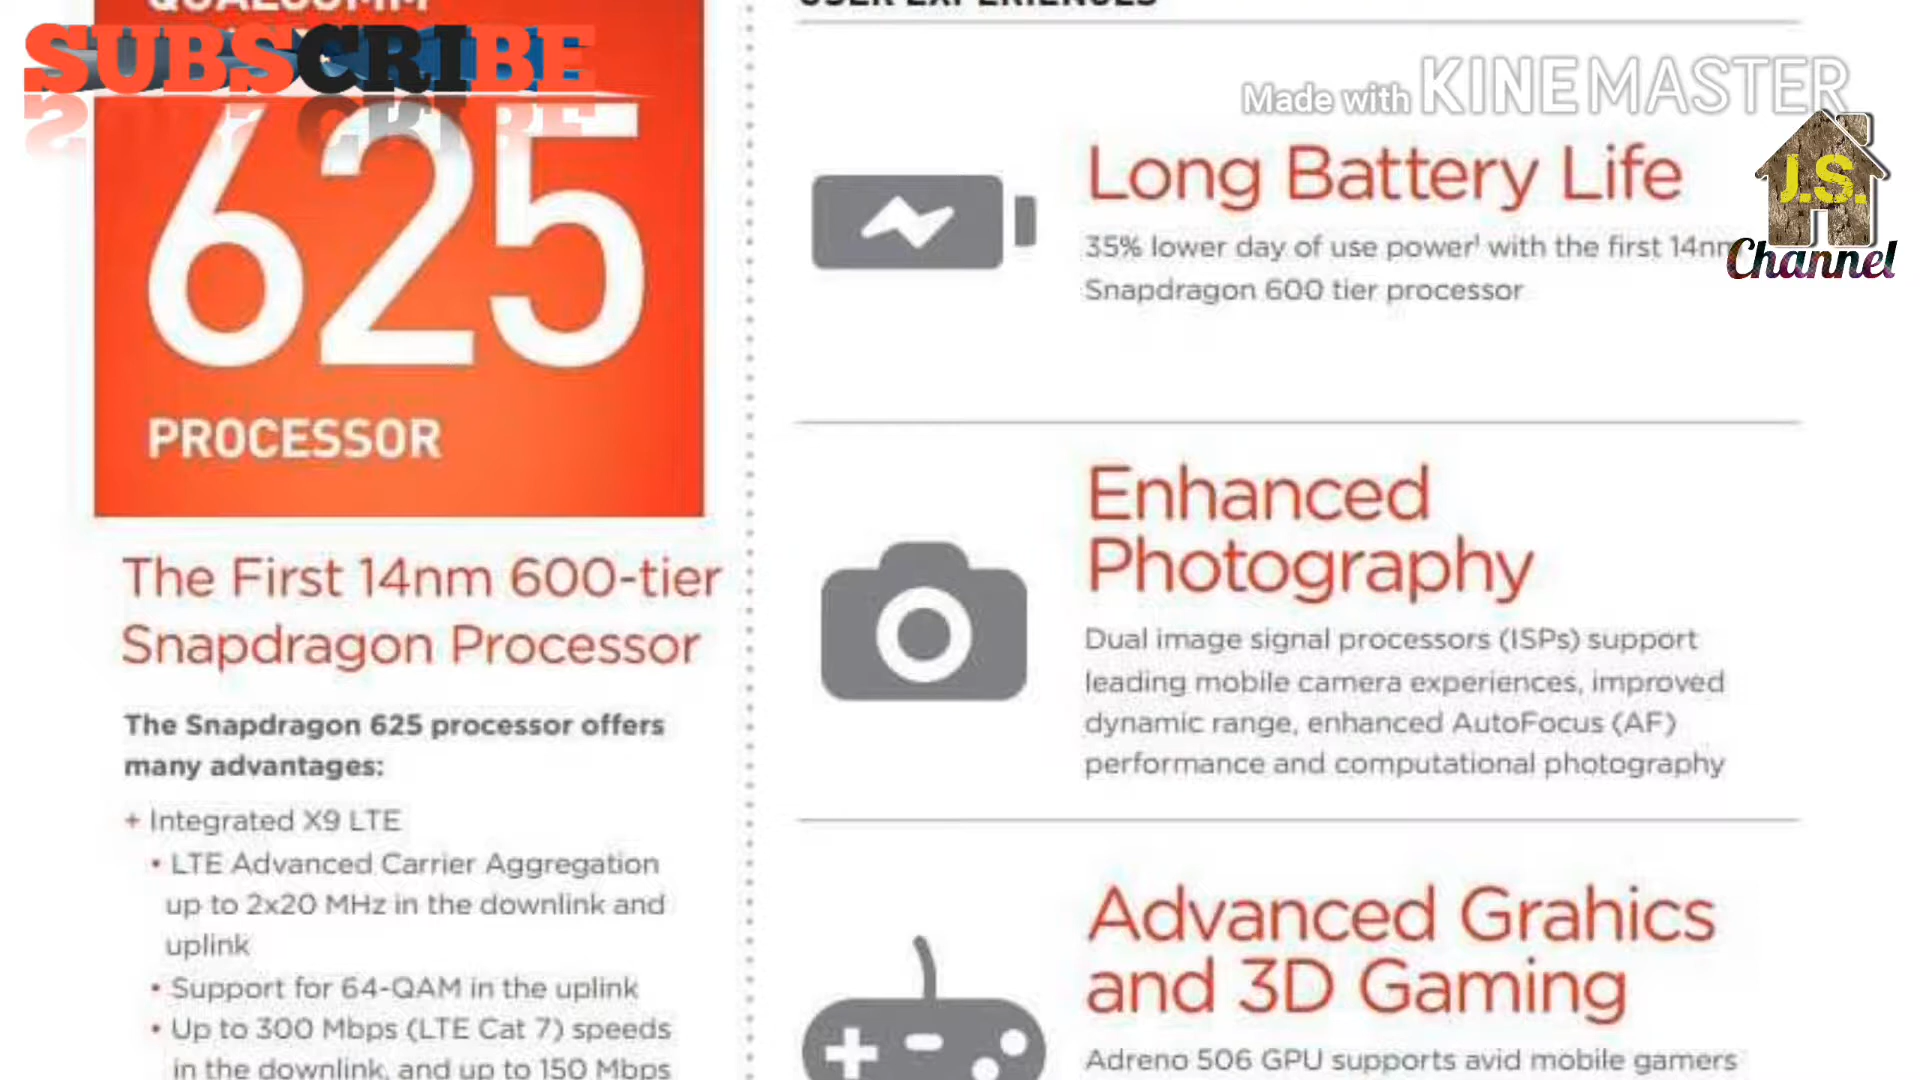 QUALCOMM
SUBSCRIBE
625
PROCESSOR
The First 14nm 600-tier
Snapdragon Processor
The Snapdragon 625 processor offers
many advantages:
+ Integrated X9 LTE
• LTE Advanced Carrier Aggregation
up to 2x20 MHz in the downlink and
uplink
• Support for 64-QAM in the uplink
• Up to 300 Mbps (LTE Cat 7) speeds
in the downlink, and up to 150 Mbps
USER EXPERIENCES
Made with KINEMASTER
J.S.
Channel
Long Battery Life
35% lower day of use power¹ with the first 14nm
Snapdragon 600 tier processor
Enhanced
Photography
Dual image signal processors (ISPs) support
leading mobile camera experiences, improved
dynamic range, enhanced AutoFocus (AF)
performance and computational photography
Advanced Grahics
and 3D Gaming
Adreno 506 GPU supports avid mobile gamers